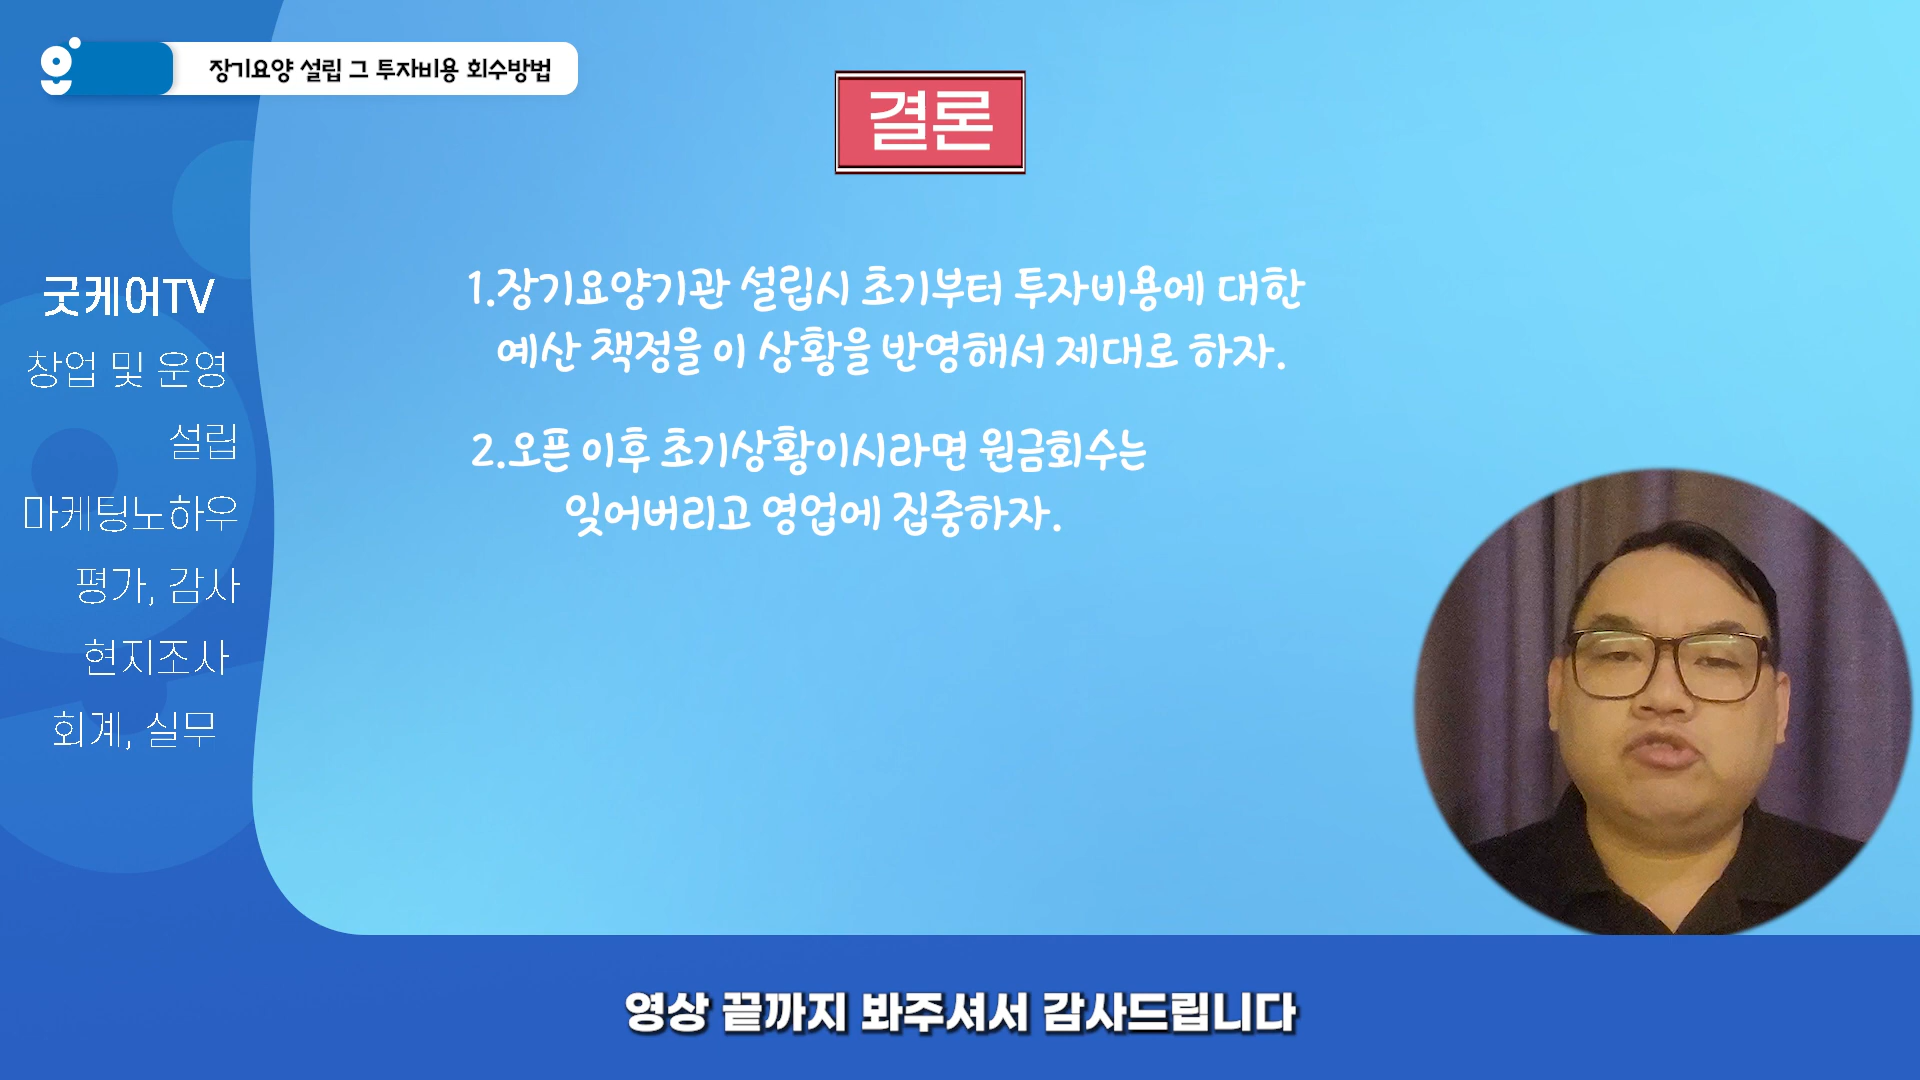 장기요양 설립 그 투자비용 회수방법
결론
굿케어TV
창업 및 운영
설립
마케팅노하우
평가, 감사
현지조사
회계, 실무
1.장기요양기관 설립시 초기부터 투자비용에 대한
예산 책정을 이 상황을 반영해서 제대로 하자.
2.오픈 이후 초기상황이시라면 원금회수는
잊어버리고 영업에 집중하자.
영상 끝까지 봐주셔서 감사드립니다